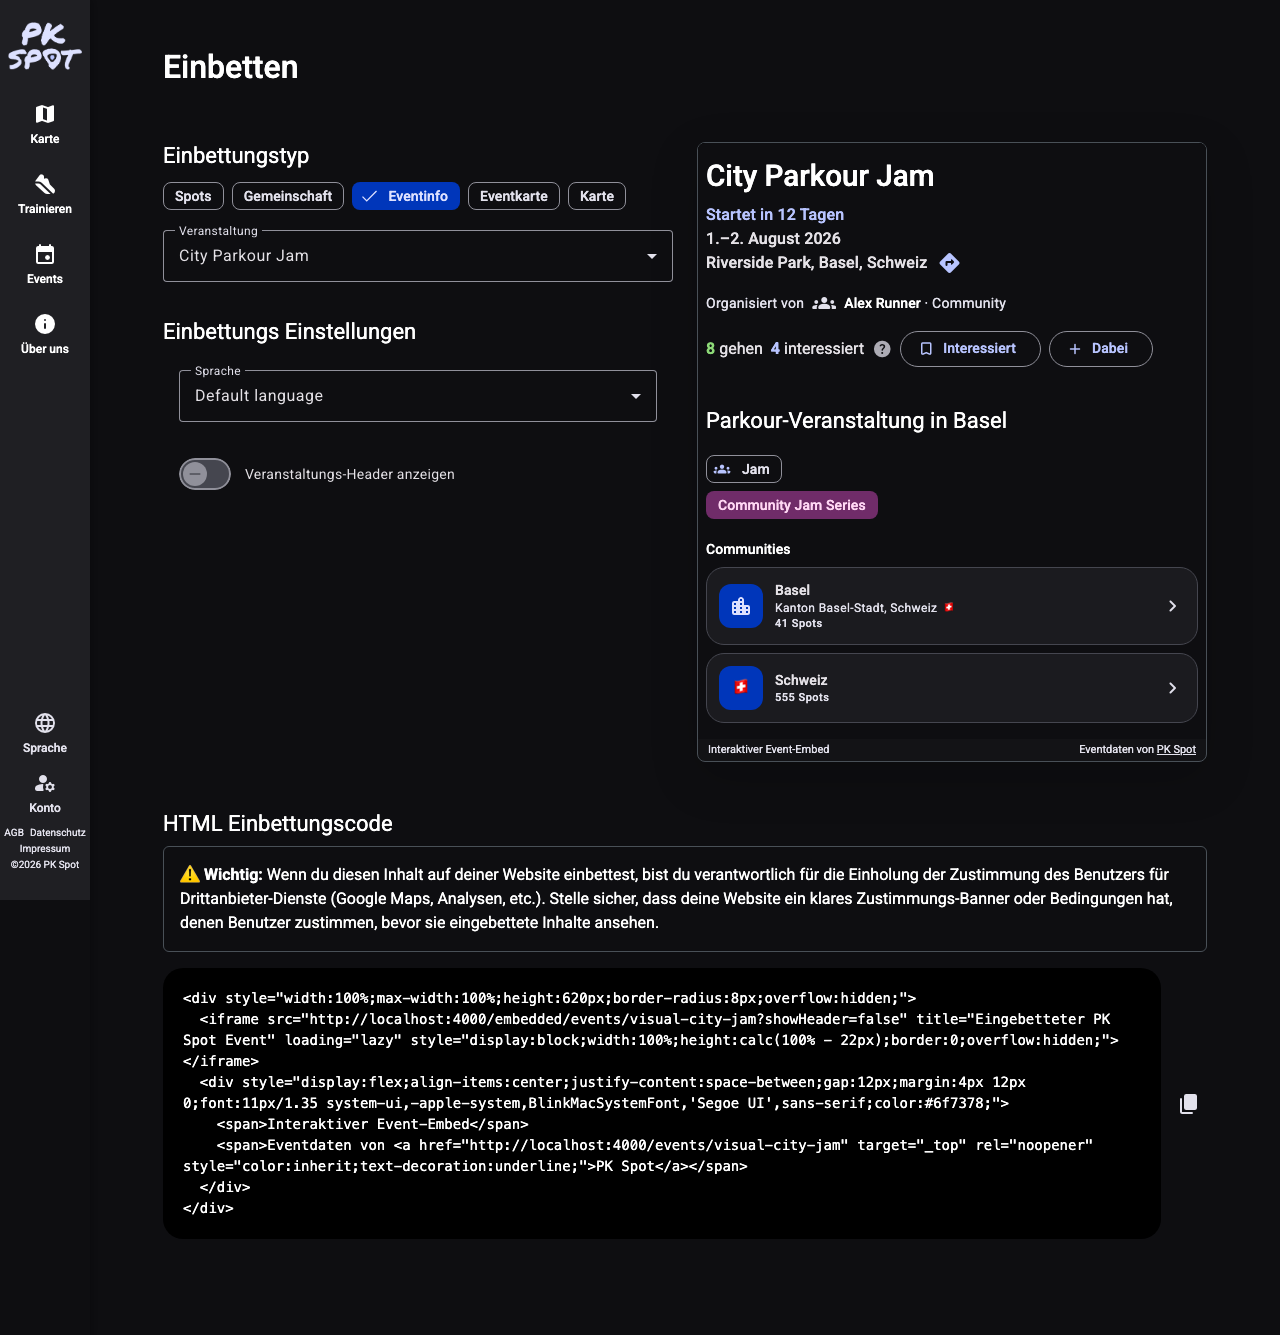 PK
SPOT
Karte
Trainieren
Events
Über uns
Sprache
Konto
AGB Datenschutz
Impressum
©2026 PK Spot
Einbetten
Einbettungstyp
Spots
Gemeinschaft
Eventinfo
Eventkarte
Karte
Veranstaltung
City Parkour Jam
Einbettungs Einstellungen
Sprache
Default language
Veranstaltungs-Header anzeigen
City Parkour Jam
Startet in 12 Tagen
1.–2. August 2026
Riverside Park, Basel, Schweiz
Organisiert von Alex Runner · Community
8 gehen 4 interessiert ? Interessiert Dabei
Parkour-Veranstaltung in Basel
Jam
Community Jam Series
Communities
Basel
Kanton Basel-Stadt, Schweiz 🇨🇭
41 Spots
Schweiz
555 Spots
Interaktiver Event-Embed
Eventdaten von PK Spot
HTML Einbettungscode
⚠️ Wichtig: Wenn du diesen Inhalt auf deiner Website einbettest, bist du verantwortlich für die Einholung der Zustimmung des Benutzers für
Drittanbieter-Dienste (Google Maps, Analysen, etc.). Stelle sicher, dass deine Website ein klares Zustimmungs-Banner oder Bedingungen hat,
denen Benutzer zustimmen, bevor sie eingebettete Inhalte ansehen.
<div style="width:100%;max-width:100%;height:620px;border-radius:8px;overflow:hidden;">
  <iframe src="http://localhost:4000/embedded/events/visual-city-jam?showHeader=false" title="Eingebetteter PK
Spot Event" loading="lazy" style="display:block;width:100%;height:calc(100% - 22px);border:0;overflow:hidden;">
</iframe>
  <div style="display:flex;align-items:center;justify-content:space-between;gap:12px;margin:4px 12px
0;font:11px/1.35 system-ui,-apple-system,BlinkMacSystemFont,'Segoe UI',sans-serif;color:#6f7378;">
    <span>Interaktiver Event-Embed</span>
    <span>Eventdaten von <a href="http://localhost:4000/events/visual-city-jam" target="_top" rel="noopener"
style="color:inherit;text-decoration:underline;">PK Spot</a></span>
  </div>
</div>